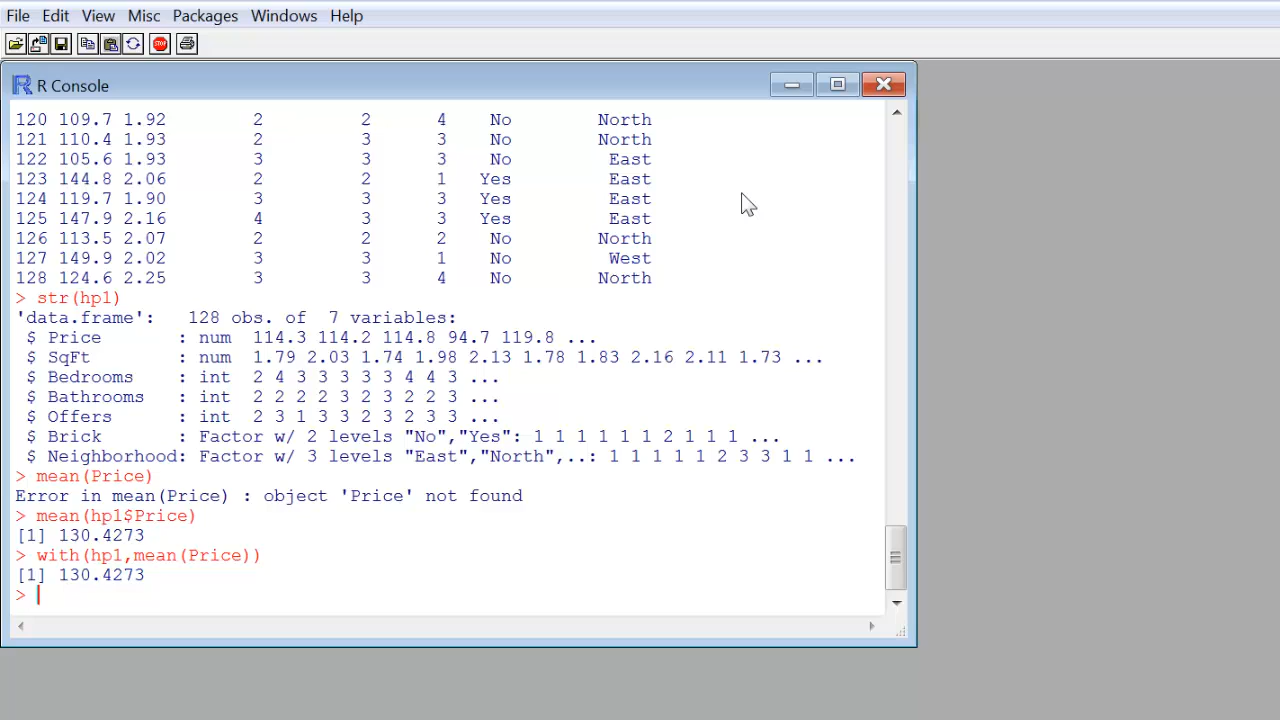 File Edit View Misc Packages Windows Help
STOP
R Console
120 109.7 1.92 2 2 4 No North
121 110.4 1.93 2 3 3 No North
122 105.6 1.93 3 3 3 No East
123 144.8 2.06 2 2 1 Yes East
124 119.7 1.90 3 3 3 Yes East
125 147.9 2.16 4 3 3 Yes East
126 113.5 2.07 2 2 2 No North
127 149.9 2.02 3 3 1 No West
128 124.6 2.25 3 3 4 No North
> str(hp1)
'data.frame': 128 obs. of 7 variables:
$ Price : num 114.3 114.2 114.8 94.7 119.8 ...
$ SqFt : num 1.79 2.03 1.74 1.98 2.13 1.78 1.83 2.16 2.11 1.73 ...
$ Bedrooms : int 2 4 3 3 3 3 3 4 4 3 ...
$ Bathrooms : int 2 2 2 2 3 2 3 2 2 3 ...
$ Offers : int 2 3 1 3 3 2 3 2 3 3 ...
$ Brick : Factor w/ 2 levels "No","Yes": 1 1 1 1 1 1 2 1 1 1 ...
$ Neighborhood: Factor w/ 3 levels "East","North",..: 1 1 1 1 1 2 3 3 1 1 ...
> mean(Price)
Error in mean(Price) : object 'Price' not found
> mean(hp1$Price)
[1] 130.4273
> with(hp1,mean(Price))
[1] 130.4273
>